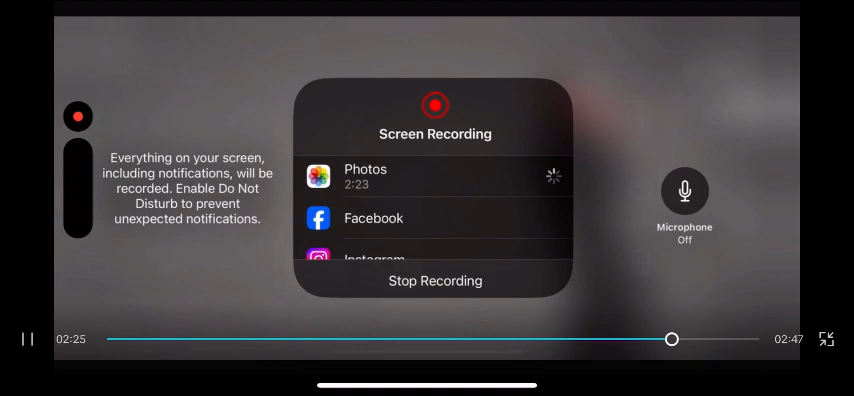 Screen Recording
Everything on your screen,
including notifications, will be
recorded. Enable Do Not
Disturb to prevent
unexpected notifications.
Photos
2:23
Facebook
Instagram
Stop Recording
Microphone
Off
02:25
02:47